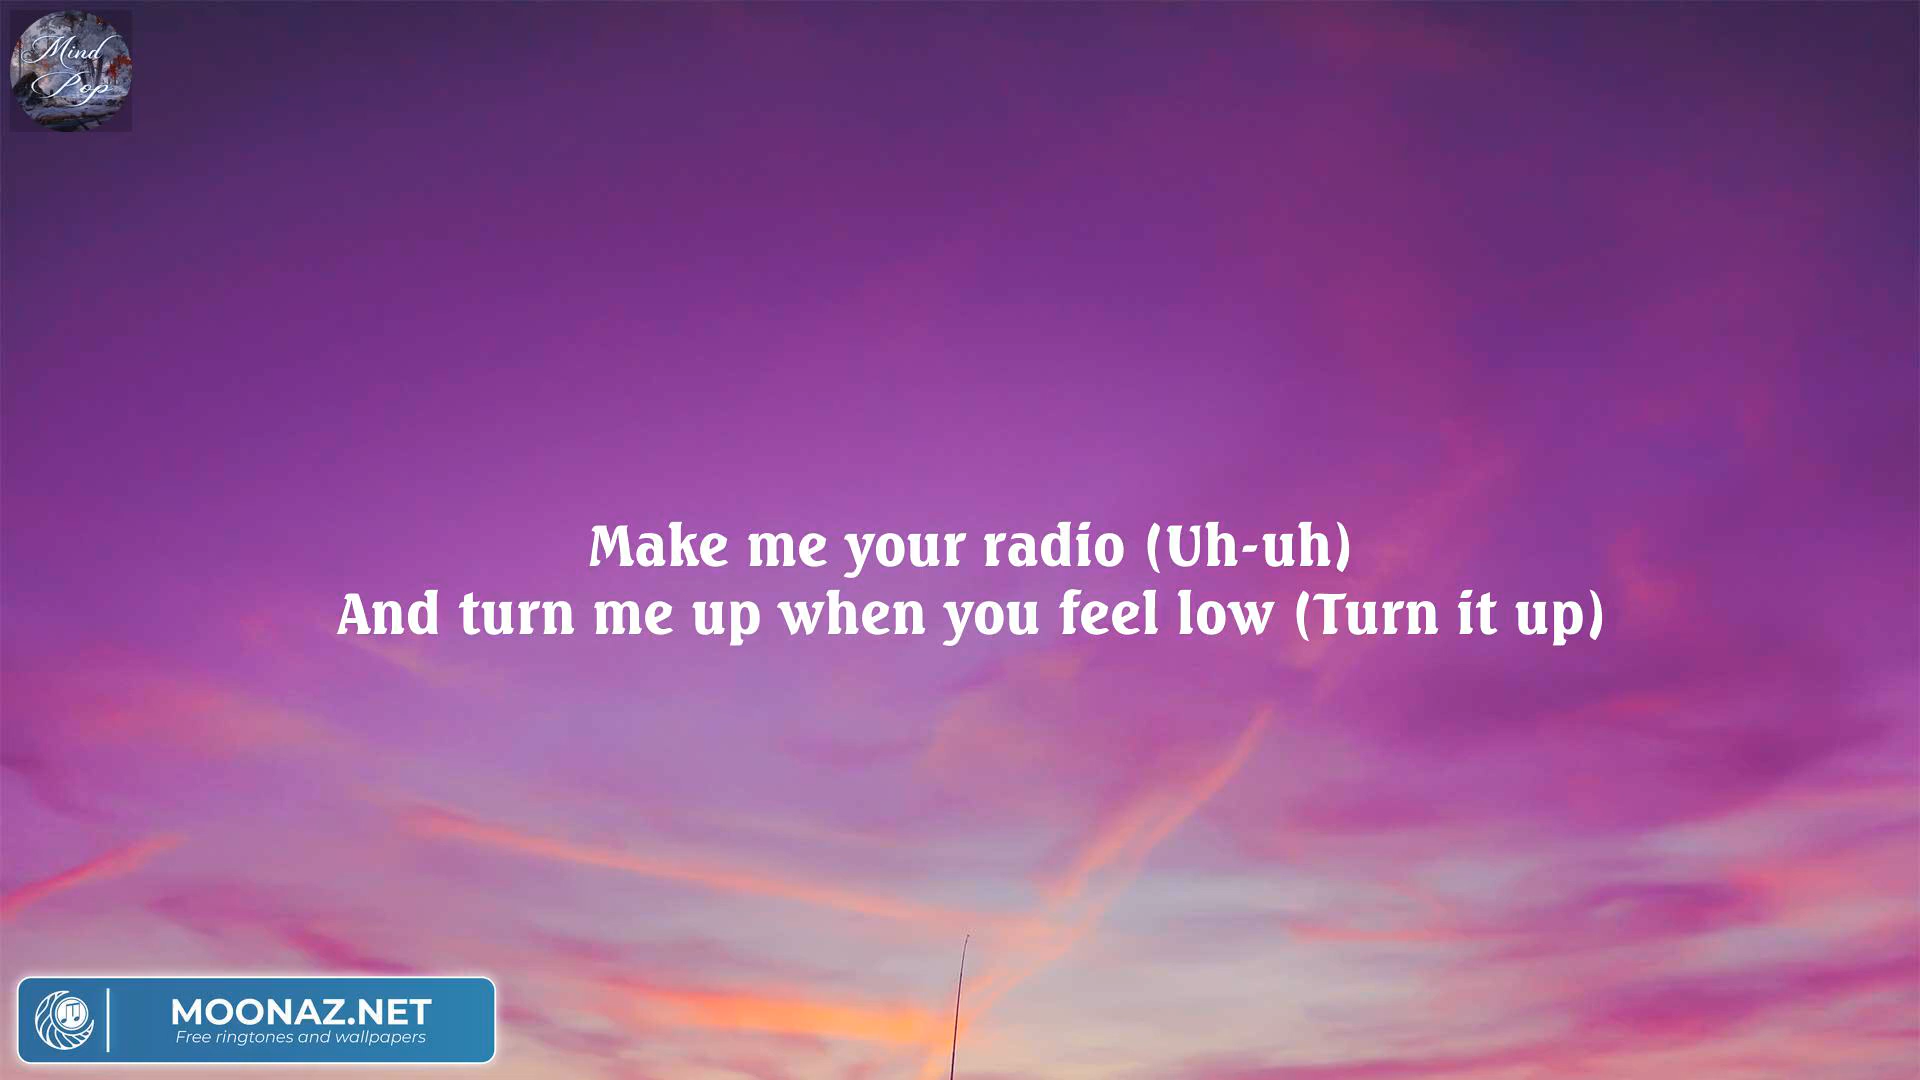 Mind
Pop
Make me your radio (Uh-uh)
And turn me up when you feel low (Turn it up)
MOONAZ.NET
Free ringtones and wallpapers